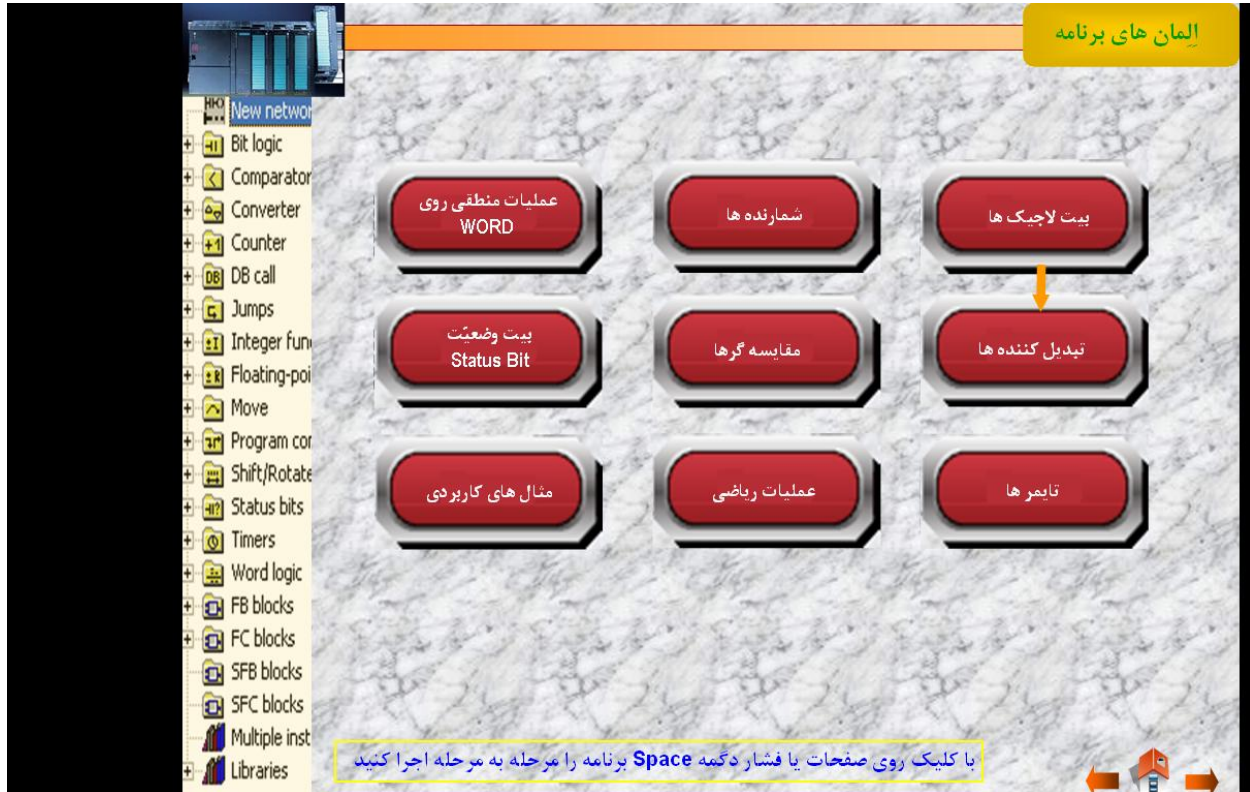 اِلمان های برنامه
New networ
Bit logic
Comparator
Converter
Counter
DB call
Jumps
Integer fun
Floating-poi
Move
Program con
Shift/Rotate
Status bits
Timers
Word logic
FB blocks
FC blocks
SFB blocks
SFC blocks
Multiple inst
Libraries
بیت لاجیک ها
شمارنده ها
عملیات منطقی روی
WORD
تبدیل کننده ها
مقایسه گرها
بیت وضعیّت
Status Bit
تایمر ها
عملیات ریاضی
مثال های کاربردی
با کلیک روی صفحات یا فشار دگمه Space برنامه را مرحله به مرحله اجرا کنید